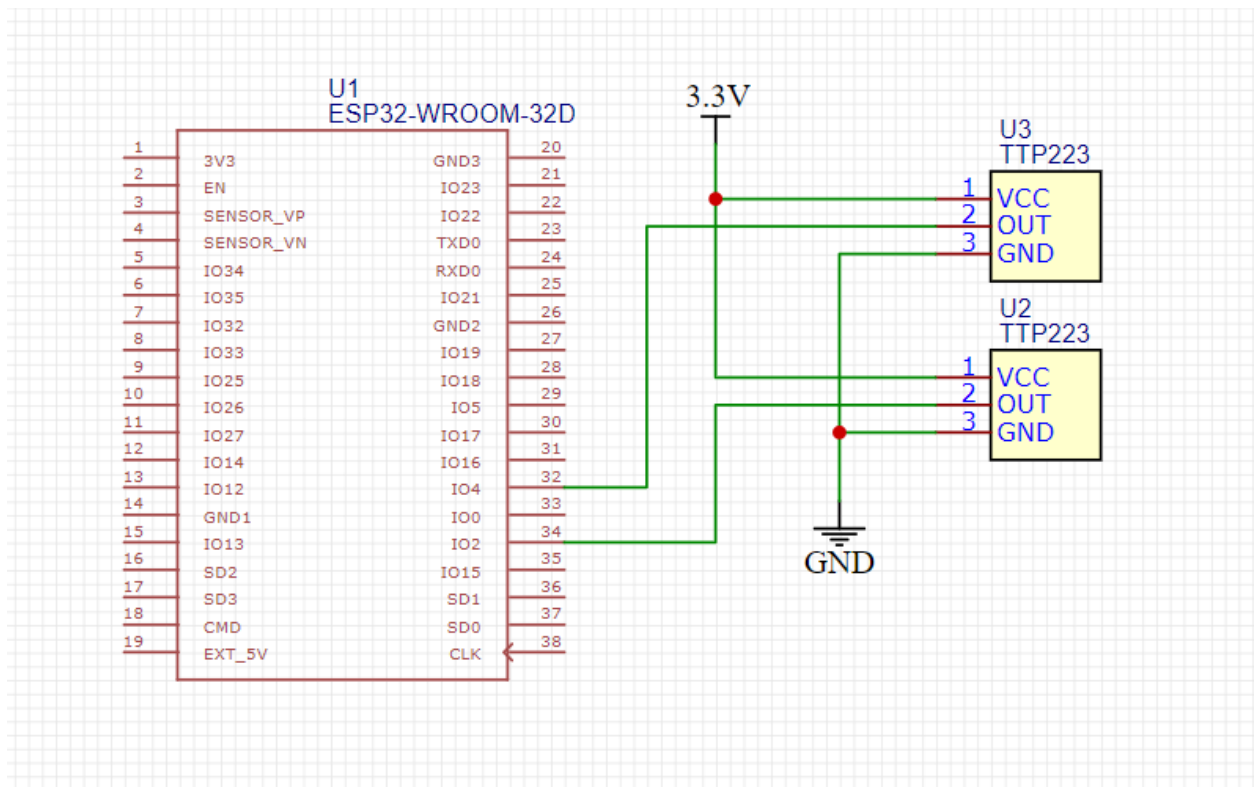 U1
ESP32-WROOM-32D
1 3V3 GND3 20
2 EN IO23 21
3 SENSOR_VP IO22 22
4 SENSOR_VN TXD0 23
5 IO34 RXD0 24
6 IO35 IO21 25
7 IO32 GND2 26
8 IO33 IO19 27
9 IO25 IO18 28
10 IO26 IO5 29
11 IO27 IO17 30
12 IO14 IO16 31
13 IO12 IO4 32
14 GND1 IO0 33
15 IO13 IO2 34
16 SD2 IO15 35
17 SD3 SD1 36
18 CMD SD0 37
19 EXT_5V CLK 38
3.3V
U3
TTP223
1 VCC
2 OUT
3 GND
U2
TTP223
1 VCC
2 OUT
3 GND
GND